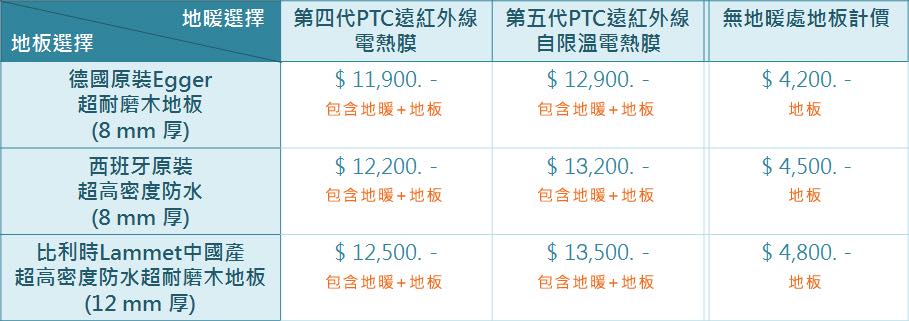 地暖選擇
地板選擇
第四代PTC遠紅外線
電熱膜
第五代PTC遠紅外線
自限溫電熱膜
無地暖處地板計價
德國原裝Egger
超耐磨木地板
(8 mm 厚)
$ 11,900. -
包含地暖+地板
$ 12,900. -
包含地暖+地板
$ 4,200. -
地板
西班牙原裝
超高密度防水
(8 mm 厚)
$ 12,200. -
包含地暖+地板
$ 13,200. -
包含地暖+地板
$ 4,500. -
地板
比利時Lammet中國產
超高密度防水超耐磨木地板
(12 mm 厚)
$ 12,500. -
包含地暖+地板
$ 13,500. -
包含地暖+地板
$ 4,800. -
地板